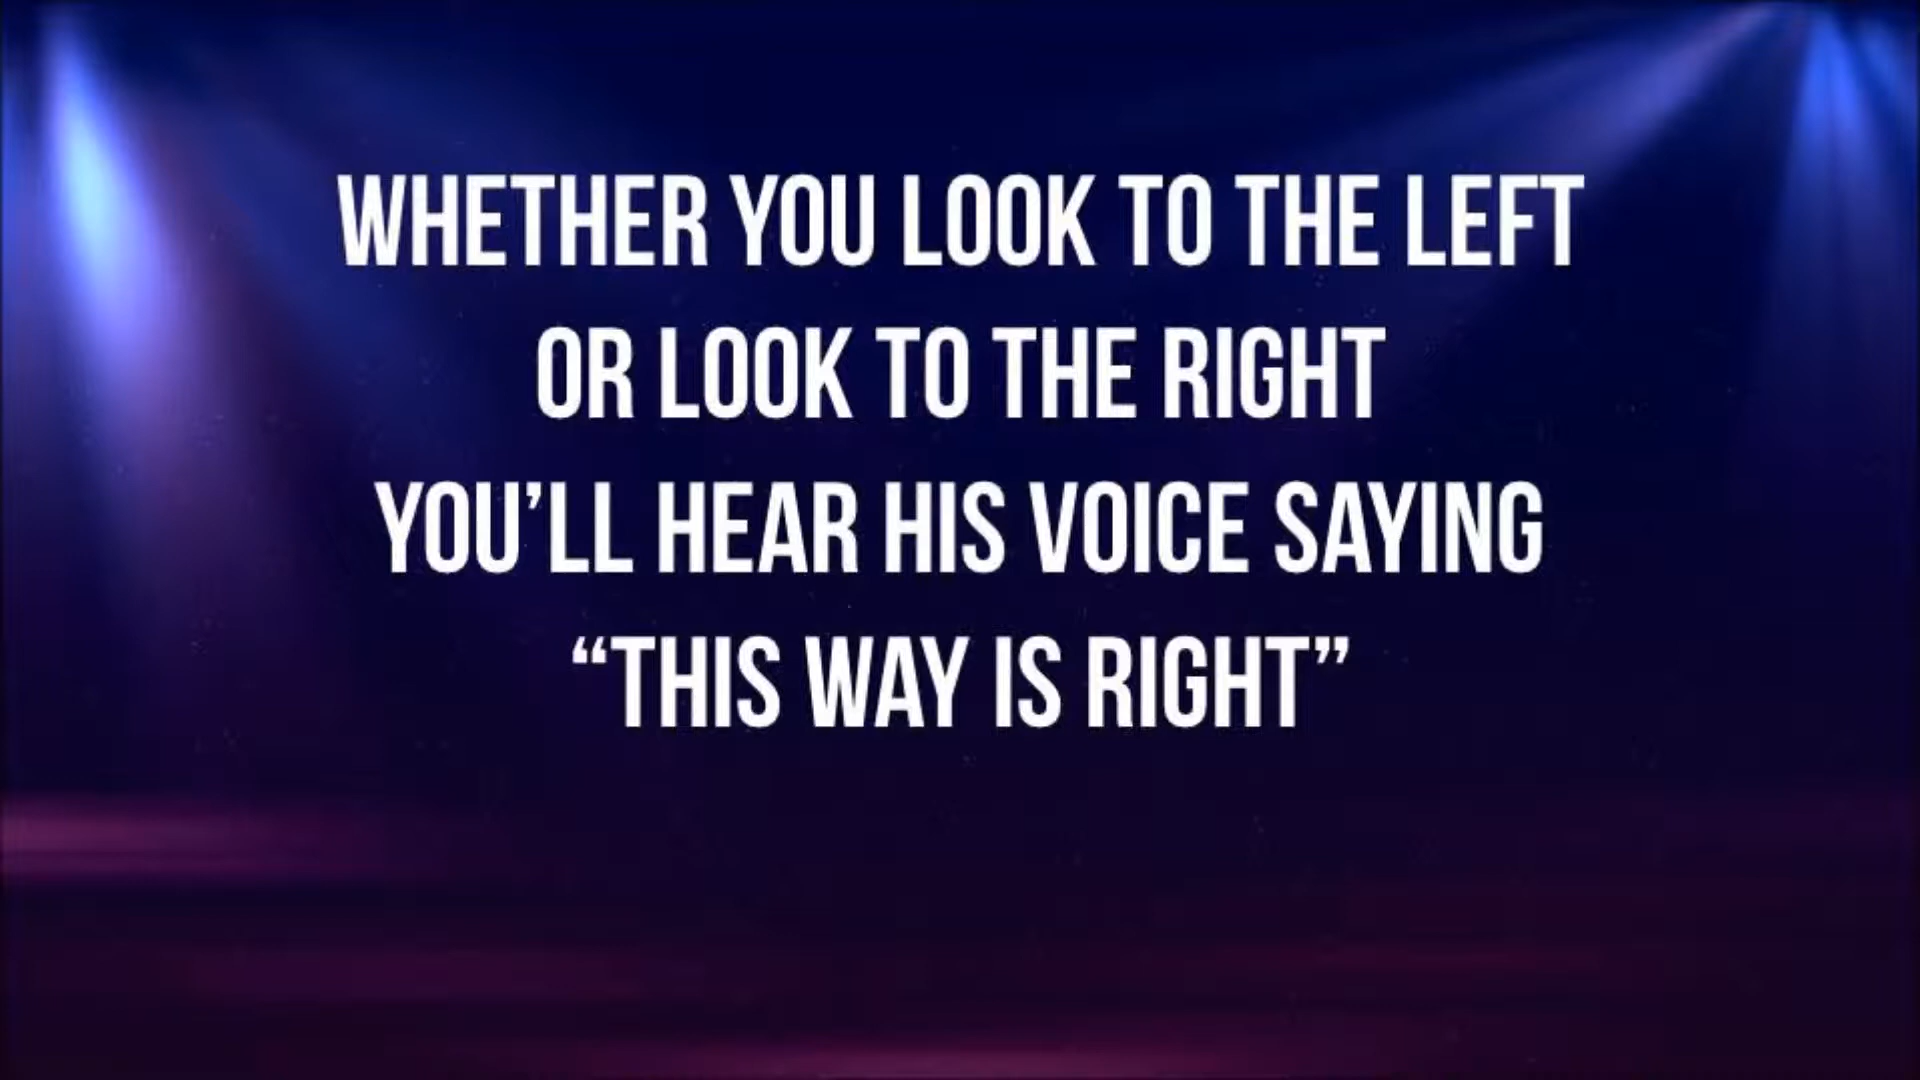 WHETHER YOU LOOK TO THE LEFT
OR LOOK TO THE RIGHT
YOU’LL HEAR HIS VOICE SAYING
“THIS WAY IS RIGHT”